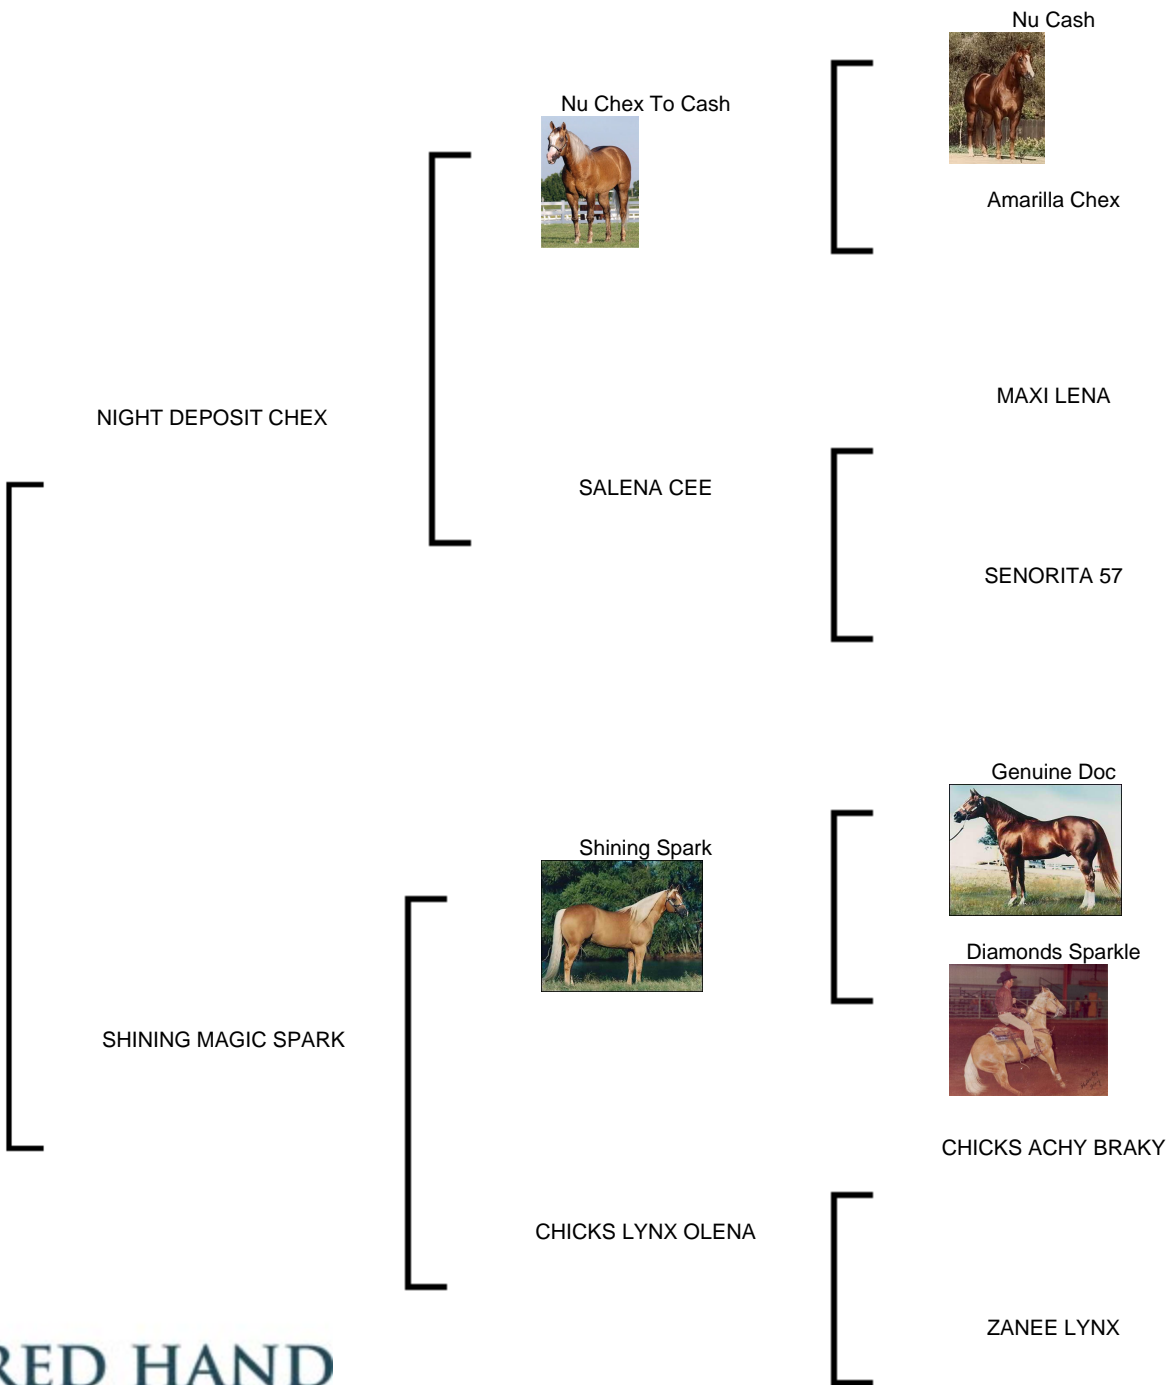 Nu Cash
Nu Chex To Cash
Amarilla Chex
MAXI LENA
NIGHT DEPOSIT CHEX
SALENA CEE
SENORITA 57
Genuine Doc
Shining Spark
Diamonds Sparkle
SHINING MAGIC SPARK
CHICKS ACHY BRAKY
CHICKS LYNX OLENA
ZANEE LYNX
RED HAND